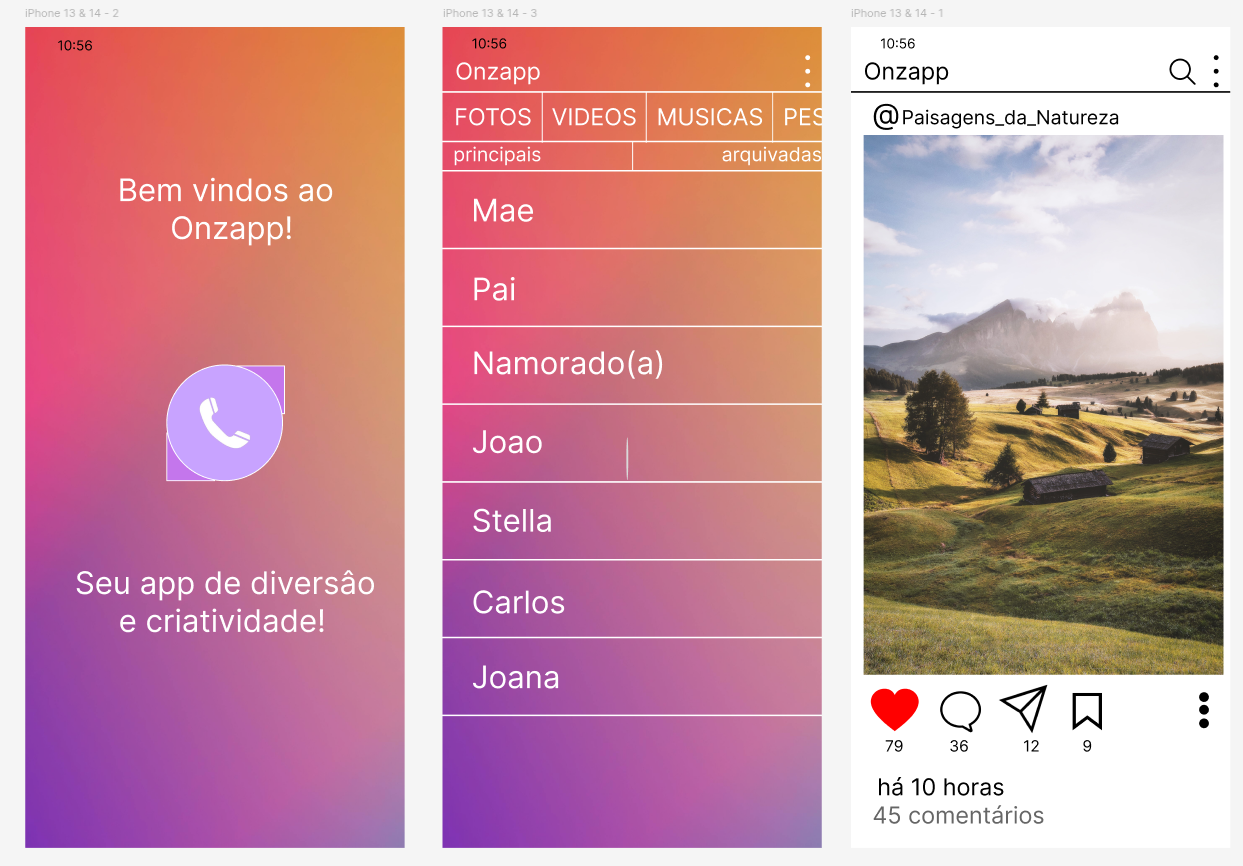 iPhone 13 & 14 - 2
10:56
Bem vindos ao
Onzapp!
Seu app de diversâo
e criatividade!
iPhone 13 & 14 - 3
10:56
Onzapp
FOTOS VIDEOS MUSICAS PES
principais arquivadas
Mae
Pai
Namorado(a)
Joao
Stella
Carlos
Joana
iPhone 13 & 14 - 1
10:56
Onzapp
@Paisagens_da_Natureza
79 36 12 9
há 10 horas
45 comentários